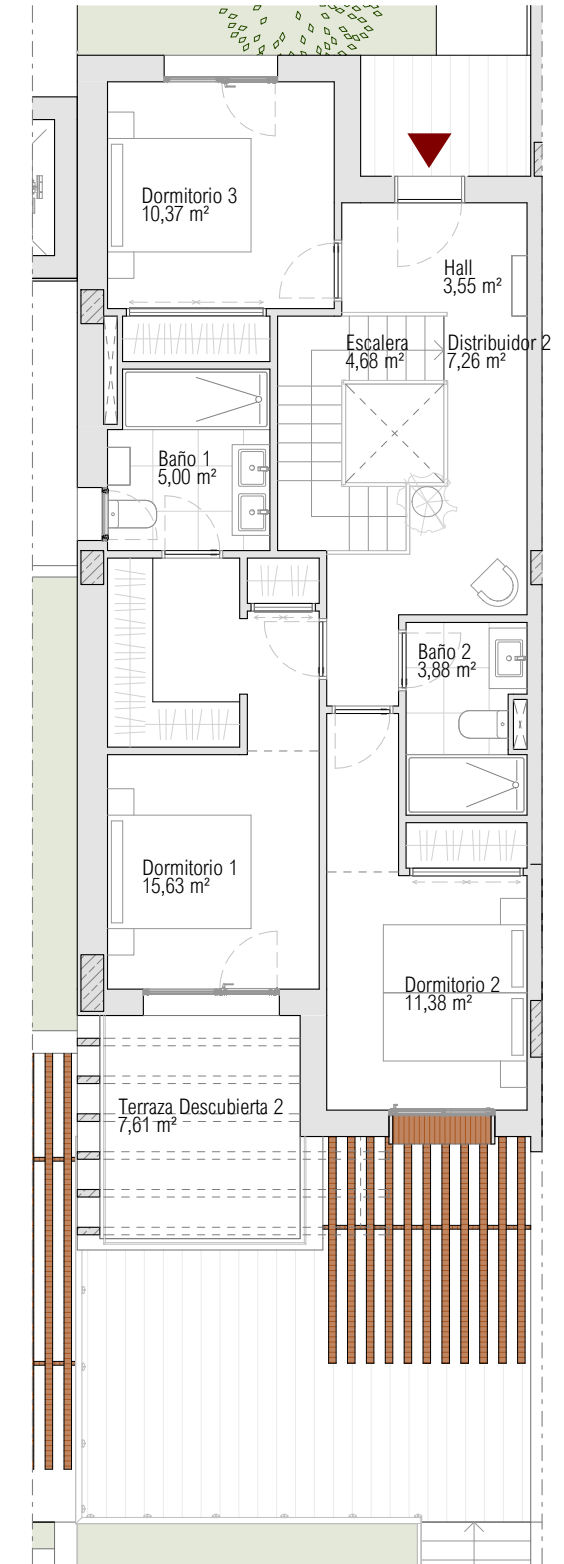 Dormitorio 3
10,37 m²
Hall
3,55 m²
Escalera
4,68 m²
Distribuidor 2
7,26 m²
Baño 1
5,00 m²
Baño 2
3,88 m²
Dormitorio 1
15,63 m²
Dormitorio 2
11,38 m²
Terraza Descubierta 2
7,61 m²